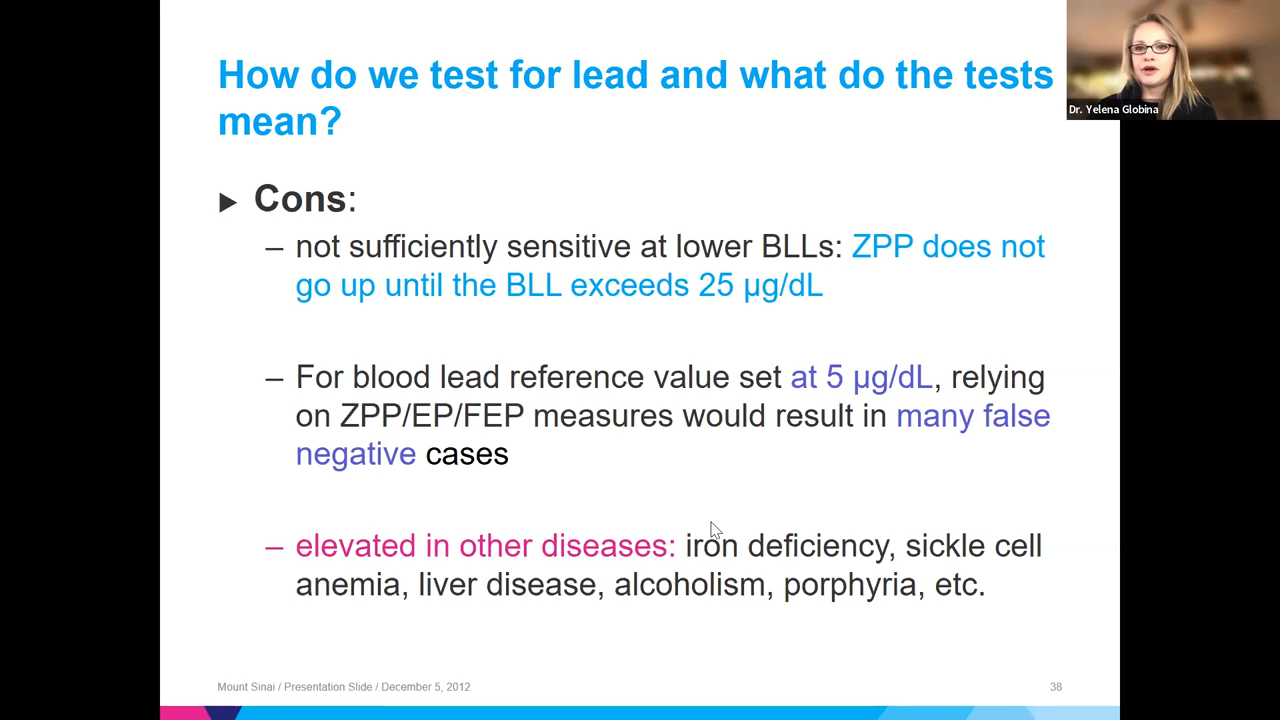 How do we test for lead and what do the tests
mean?
Dr. Yelena Globina
Cons:
– not sufficiently sensitive at lower BLLs: ZPP does not
go up until the BLL exceeds 25 µg/dL
– For blood lead reference value set at 5 µg/dL, relying
on ZPP/EP/FEP measures would result in many false
negative cases
– elevated in other diseases: iron deficiency, sickle cell
anemia, liver disease, alcoholism, porphyria, etc.
Mount Sinai / Presentation Slide / December 5, 2012
38